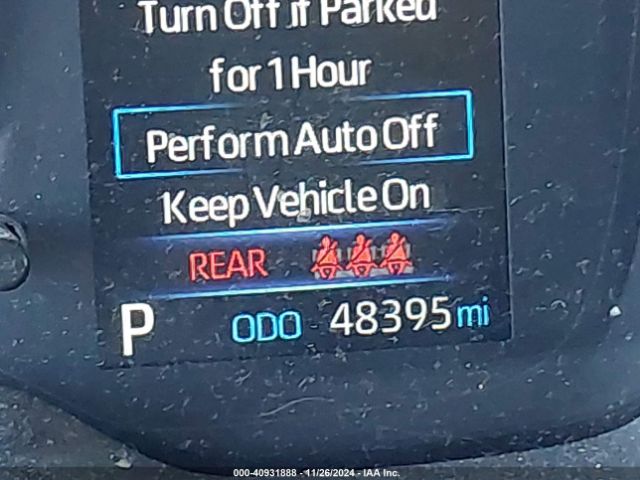 Turn Off if Parked
for 1 Hour
Perform Auto Off
Keep Vehicle On
REAR
P ODO 48395 mi
000-40931888 - 11/26/2024 - IAA Inc.